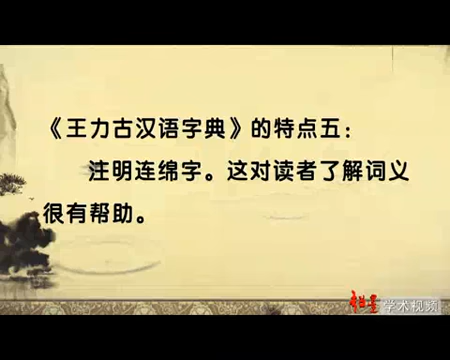 《王力古汉语字典》的特点五：
注明连绵字。这对读者了解词义
很有帮助。
学术视频